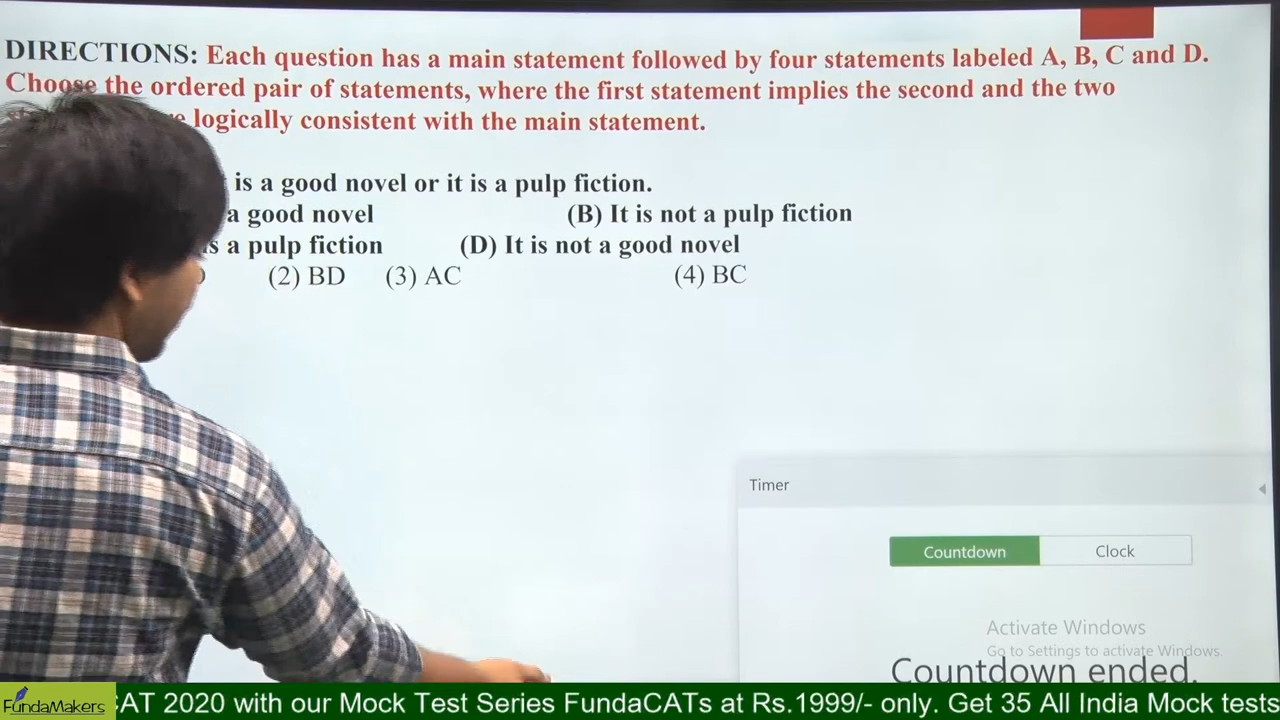 DIRECTIONS: Each question has a main statement followed by four statements labeled A, B, C and D.
Choose the ordered pair of statements, where the first statement implies the second and the two
logically consistent with the main statement.
is a good novel or it is a pulp fiction.
a good novel (B) It is not a pulp fiction
a pulp fiction (D) It is not a good novel
(2) BD (3) AC (4) BC
Timer
Countdown Clock
Activate Windows
Go to Settings to activate Windows.
Countdown ended.
FundaMakers
CAT 2020 with our Mock Test Series FundaCATs at Rs.1999/- only. Get 35 All India Mock tests